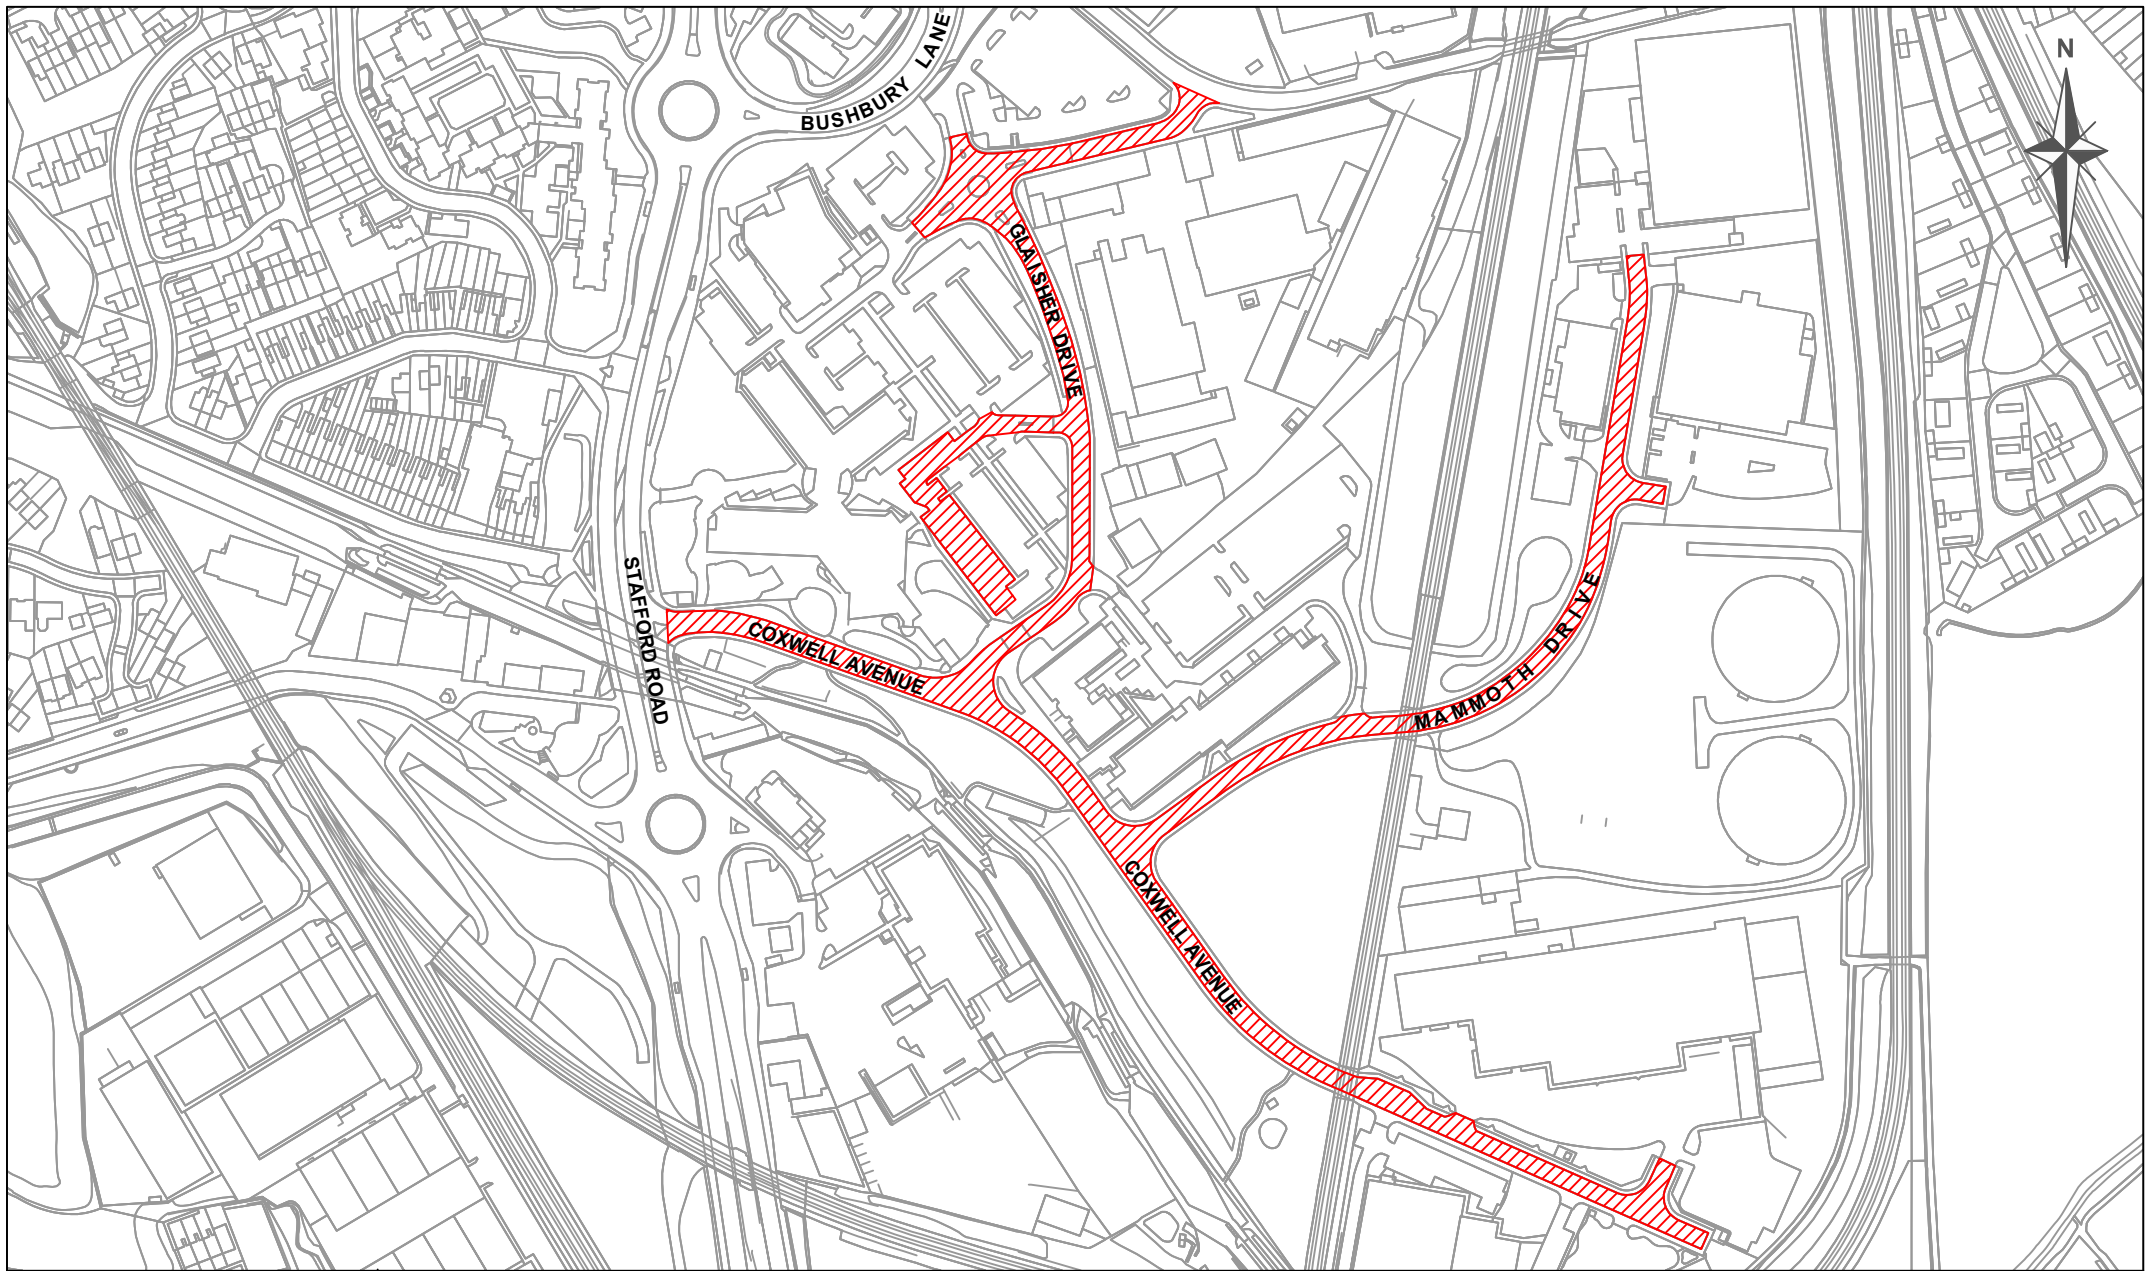 BUSHBURY LANE
N
GLAISHER DRIVE
STAFFORD ROAD
COXWELL AVENUE
MAMMOTH DRIVE
COXWELL AVENUE